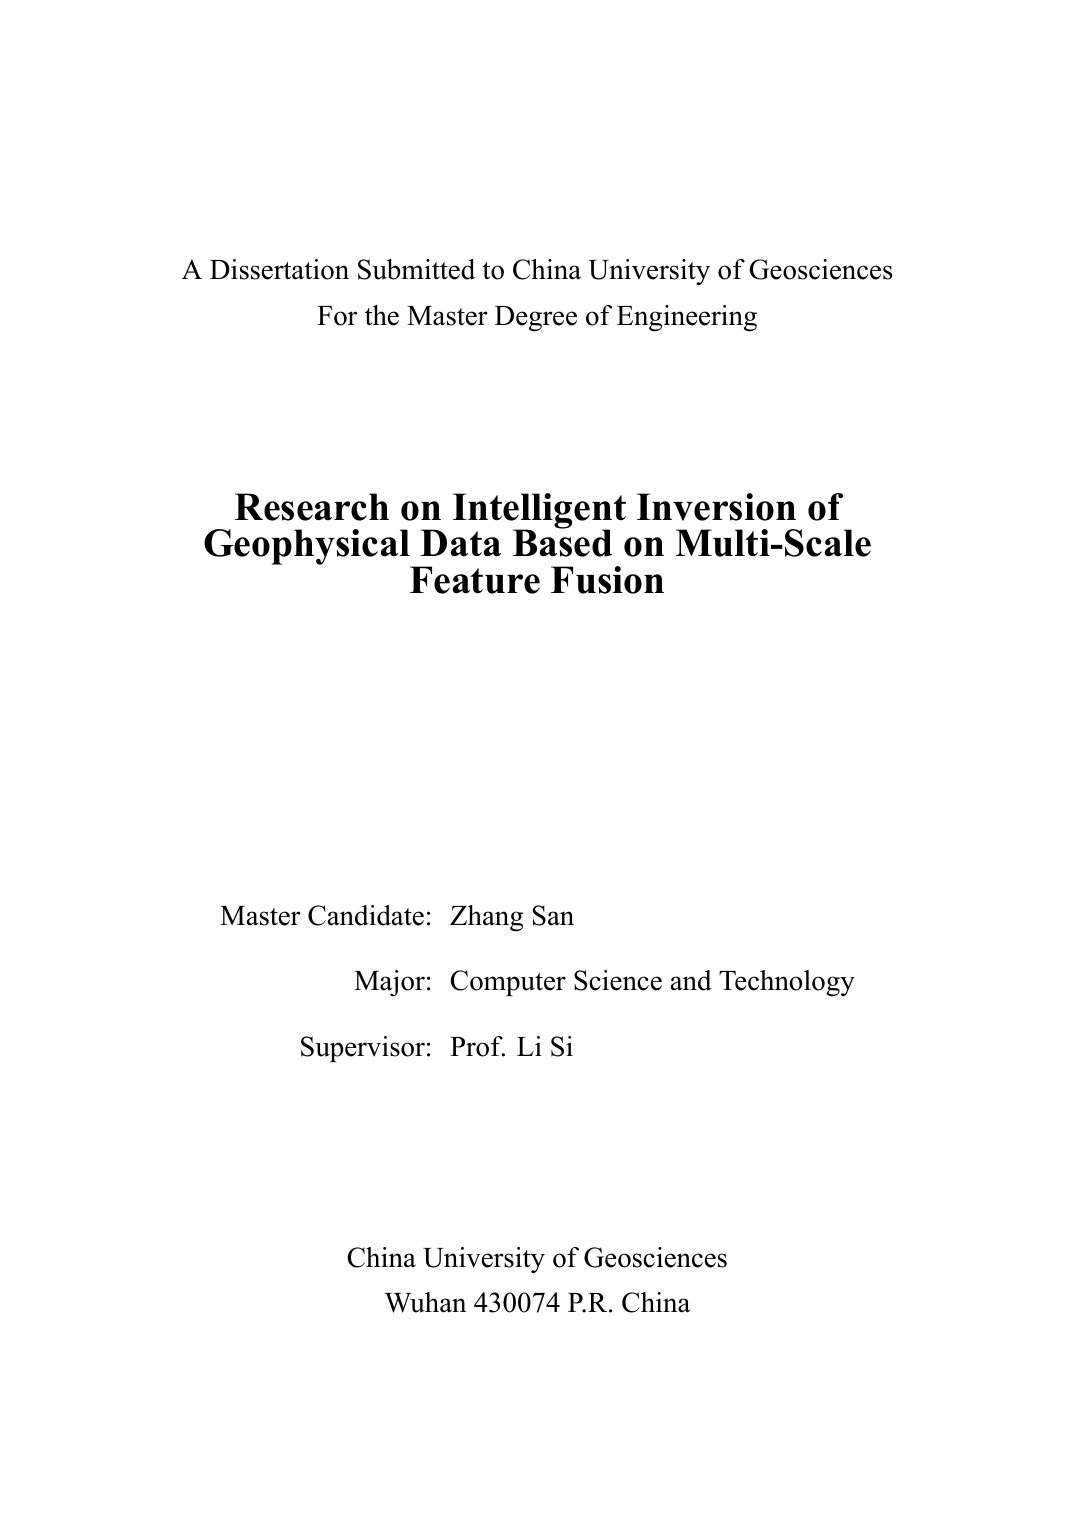 A Dissertation Submitted to China University of Geosciences
For the Master Degree of Engineering
Research on Intelligent Inversion of
Geophysical Data Based on Multi-Scale
Feature Fusion
Master Candidate: Zhang San
Major: Computer Science and Technology
Supervisor: Prof. Li Si
China University of Geosciences
Wuhan 430074 P.R. China